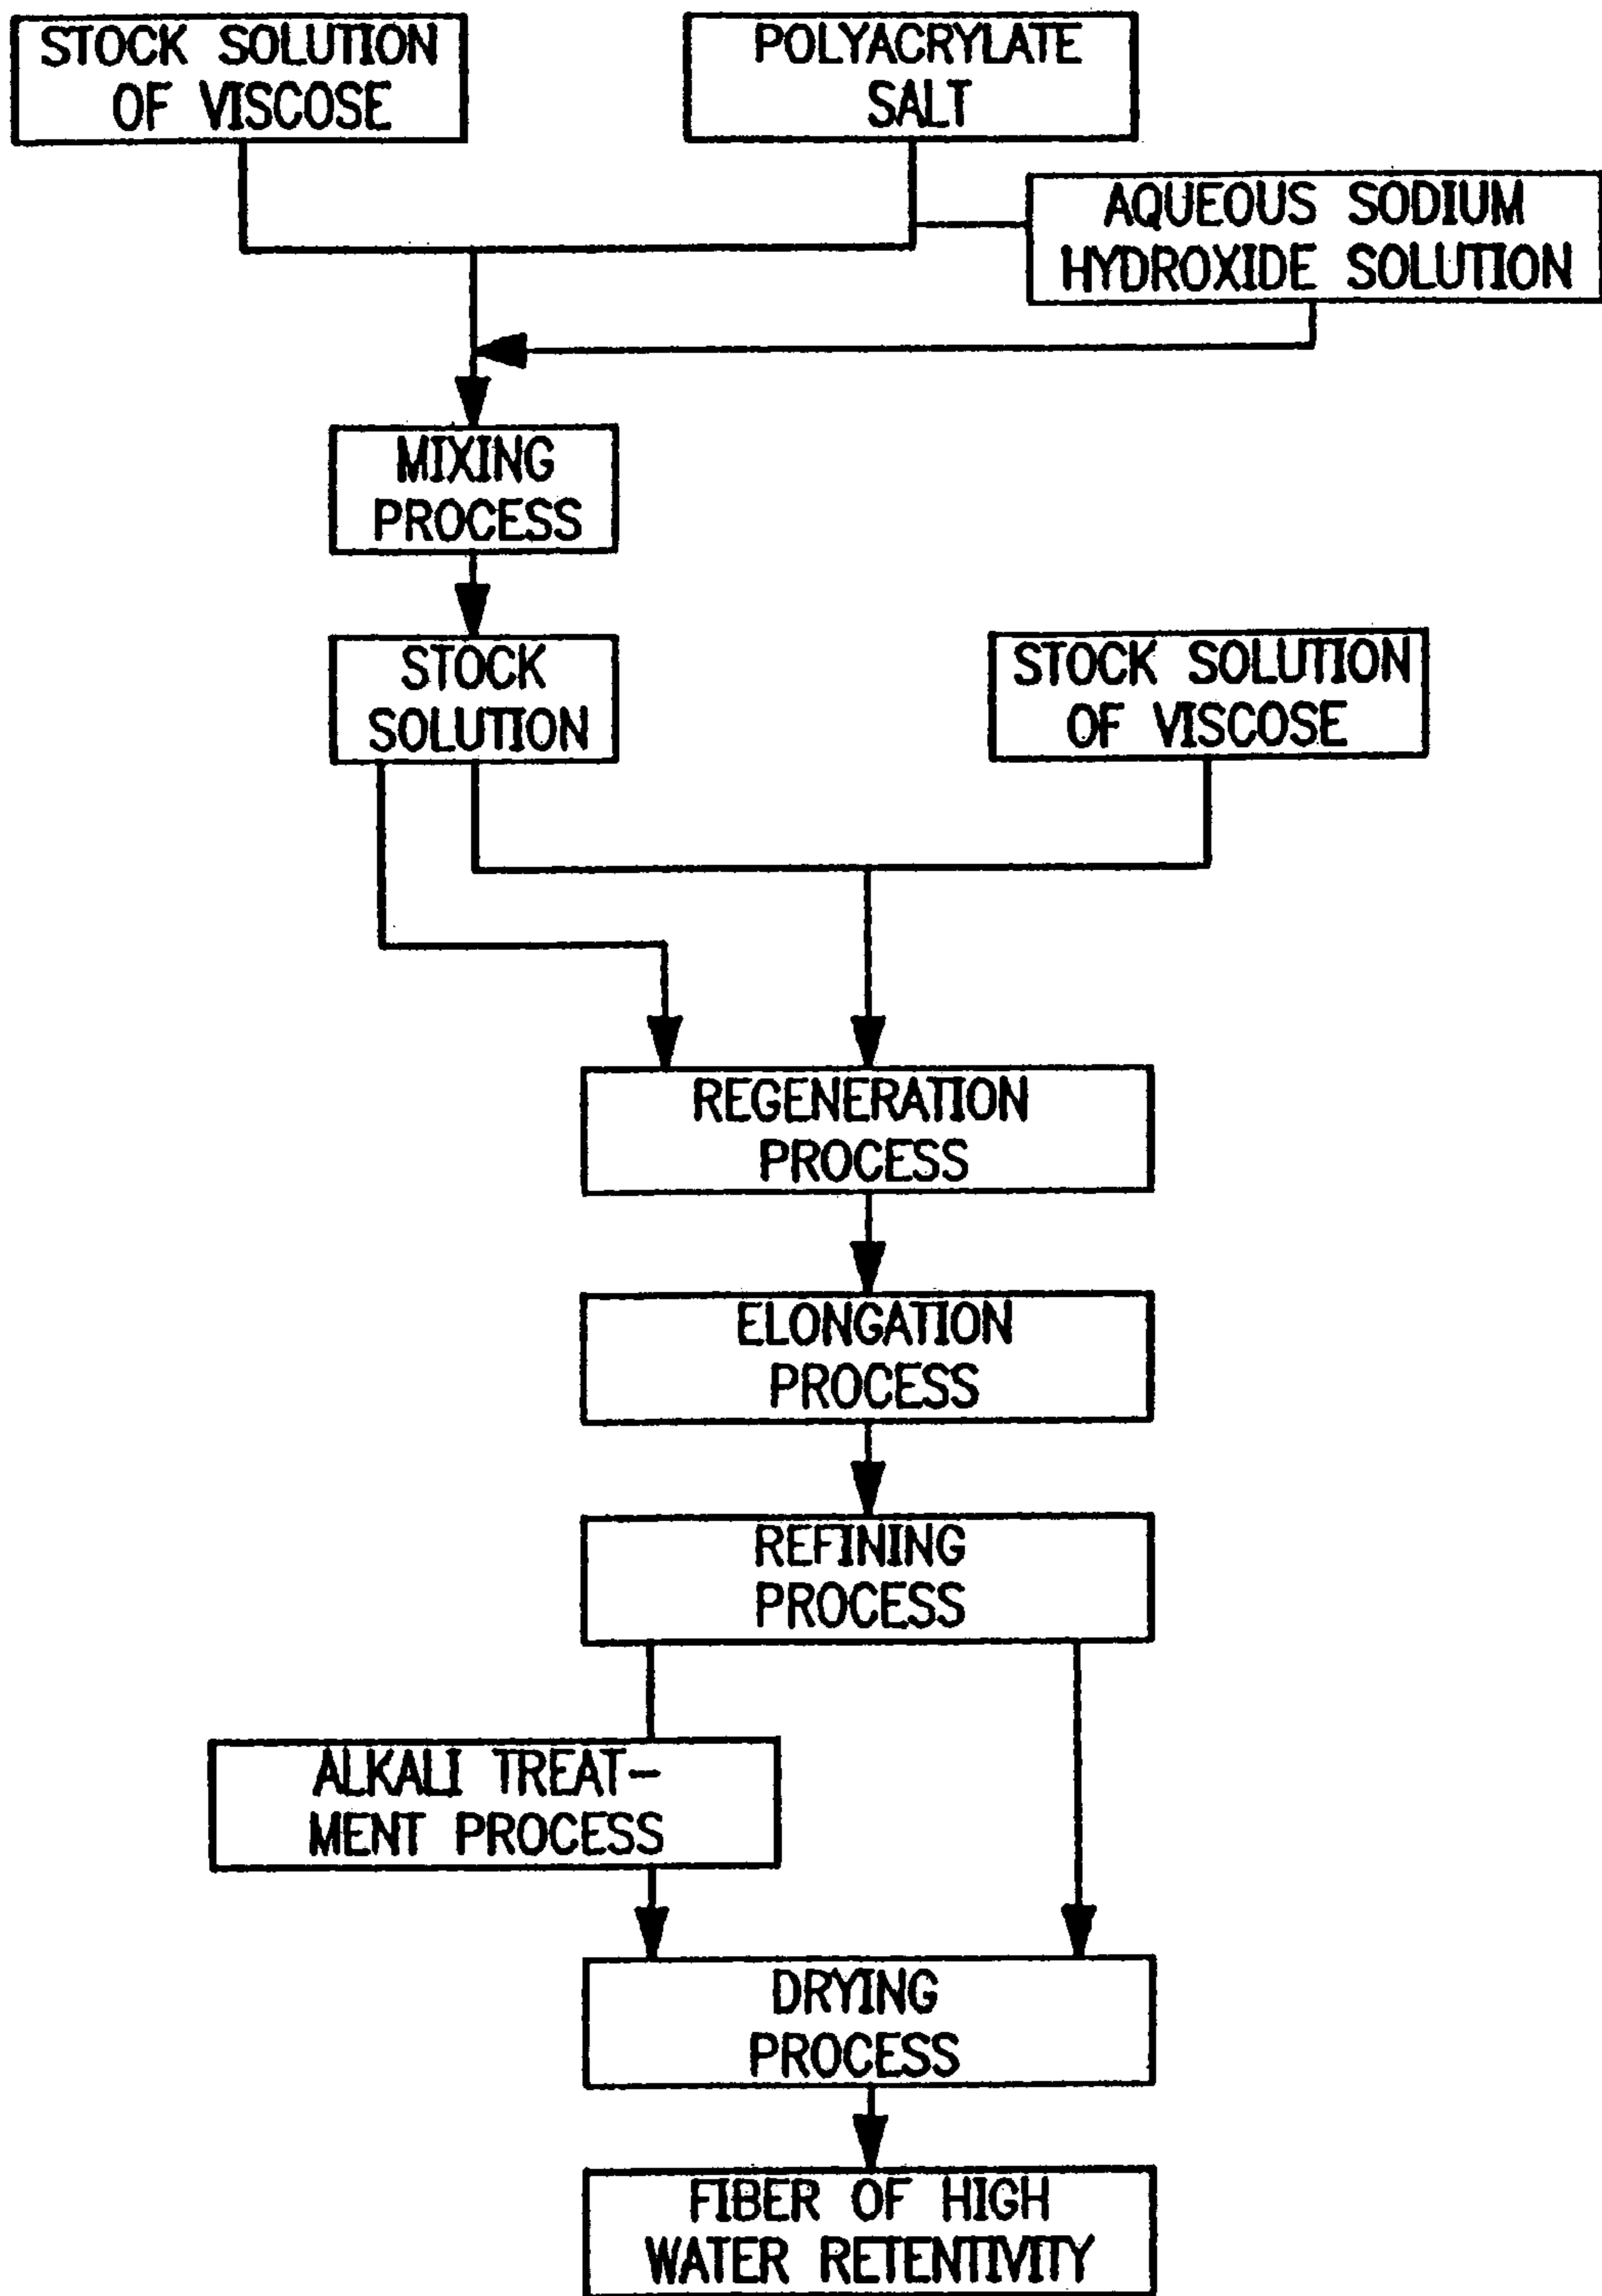 STOCK SOLUTION
OF VISCOSE
POLYACRYLATE
SALT
AQUEOUS SODIUM
HYDROXIDE SOLUTION
MIXING
PROCESS
STOCK
SOLUTION
STOCK SOLUTION
OF VISCOSE
REGENERATION
PROCESS
ELONGATION
PROCESS
REFINING
PROCESS
ALKALI TREAT-
MENT PROCESS
DRYING
PROCESS
FIBER OF HIGH
WATER RETENTIVITY